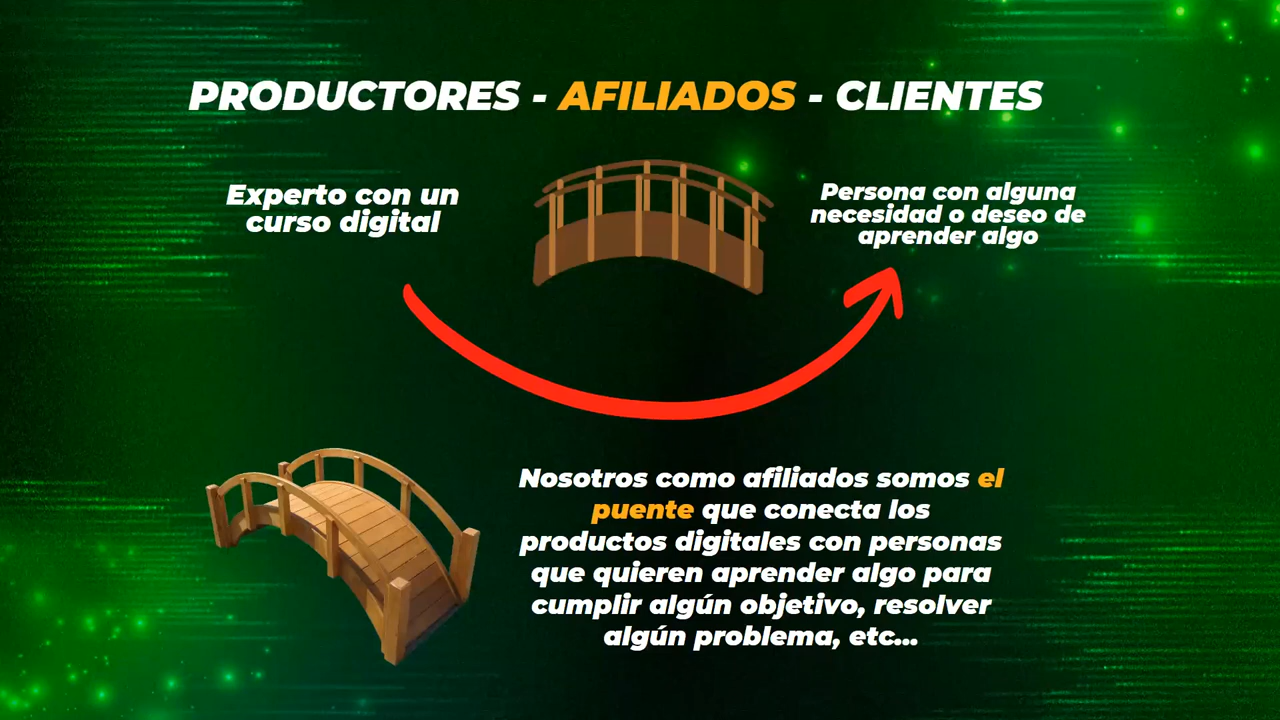 PRODUCTORES - AFILIADOS - CLIENTES
Experto con un
curso digital
Persona con alguna
necesidad o deseo de
aprender algo
Nosotros como afiliados somos el
puente que conecta los
productos digitales con personas
que quieren aprender algo para
cumplir algún objetivo, resolver
algún problema, etc...